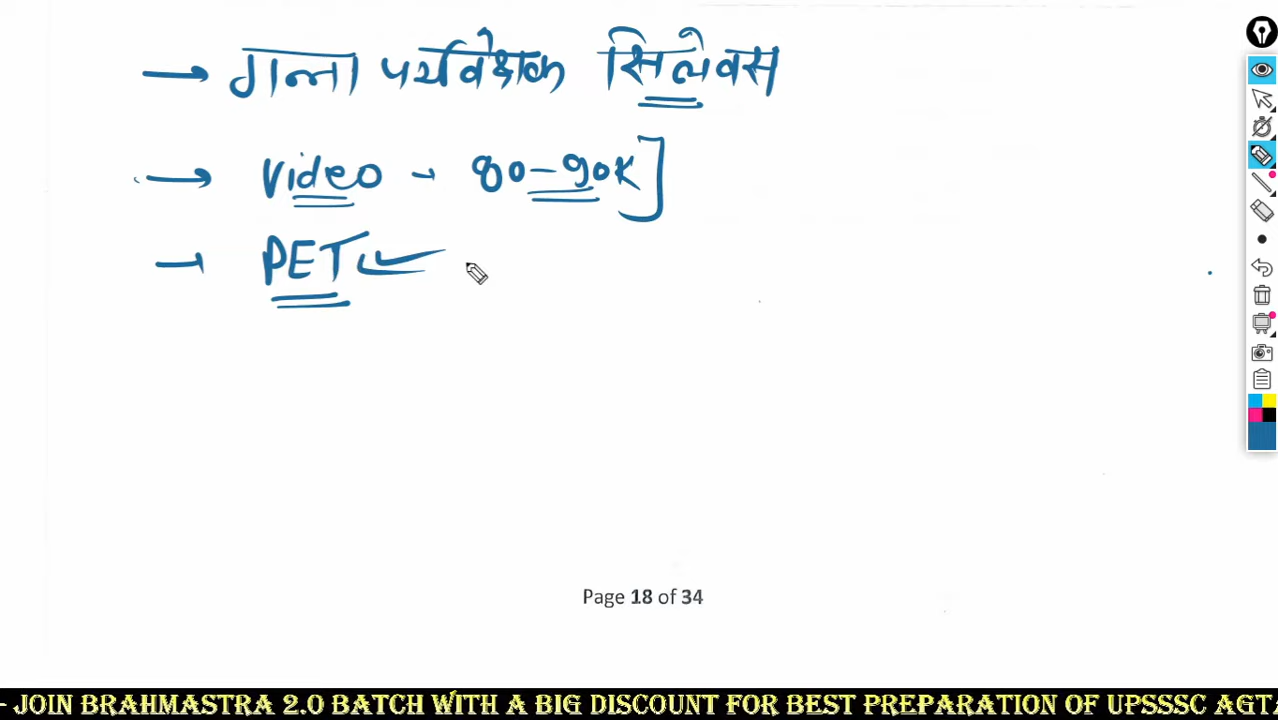 → गन्ना पर्यवेक्षक सिलेबस
→ Video → 80-90K]
→ PET
Page 18 of 34
- JOIN BRAHMASTRA 2.0 BATCH WITH A BIG DISCOUNT FOR BEST PREPARATION OF UPSSSC AGTA